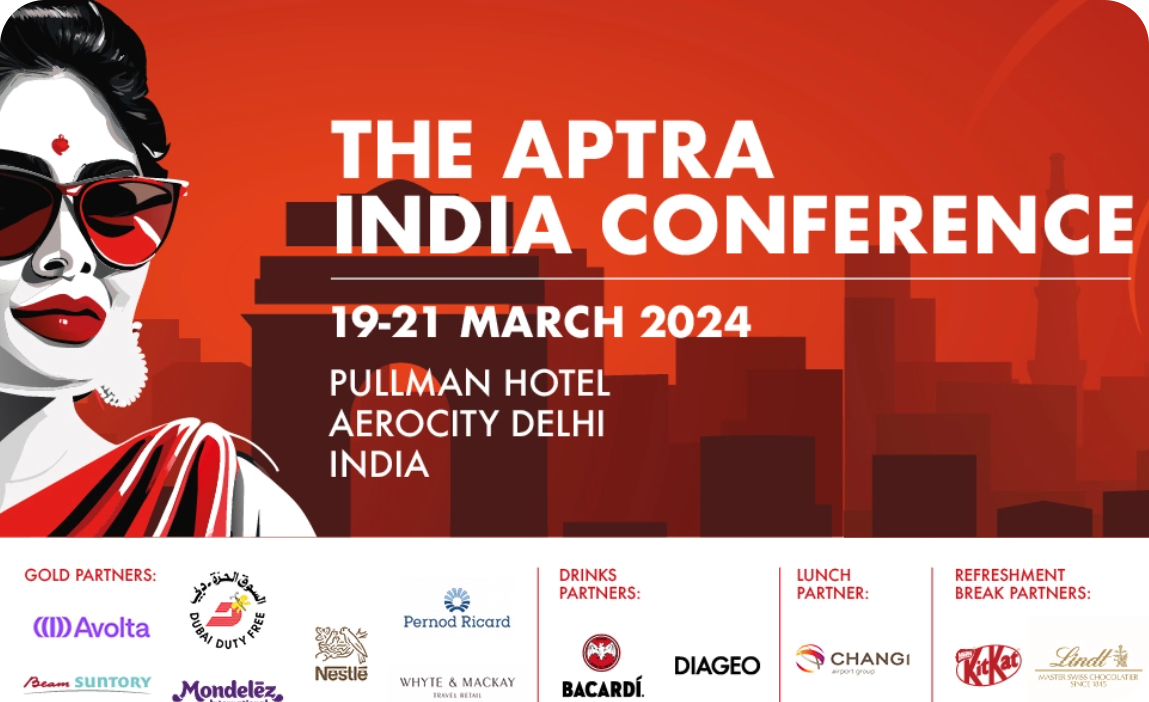 THE APTRA
INDIA CONFERENCE
19-21 MARCH 2024
PULLMAN HOTEL
AEROCITY DELHI
INDIA
GOLD PARTNERS:
Avolta
السوق الحرة - دبي
DUBAI DUTY FREE
Beam SUNTORY
Mondelēz
International
Nestlé
Pernod Ricard
WHYTE & MACKAY
TRAVEL RETAIL
DRINKS
PARTNERS:
BACARDÍ.
DIAGEO
LUNCH
PARTNER:
CHANGI
airport group
REFRESHMENT
BREAK PARTNERS:
Nestlé
KitKat
Lindt
MASTER SWISS CHOCOLATIER
SINCE 1845